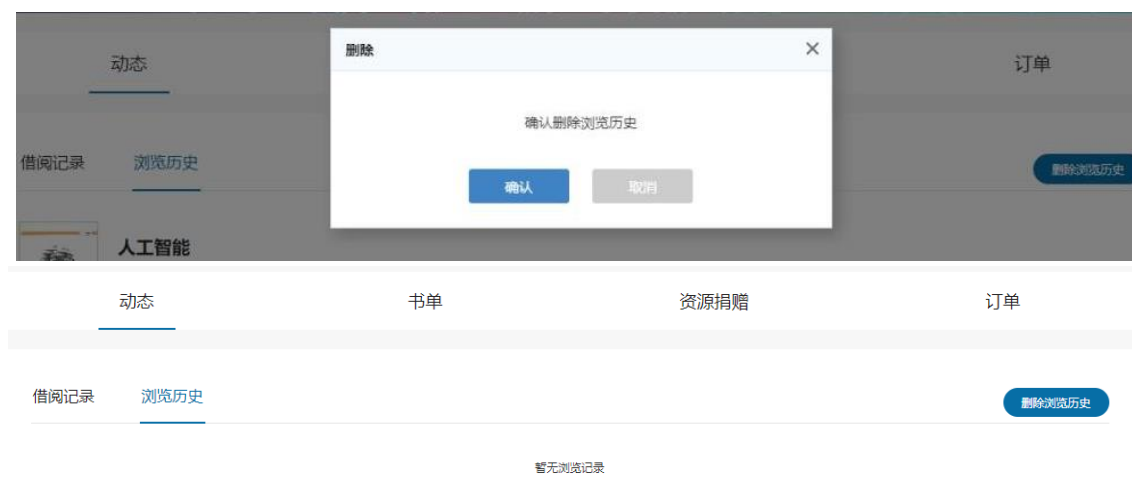 动态
订单
删除
确认删除浏览历史
确认 取消
借阅记录 浏览历史 删除浏览历史
人工智能
动态 书单 资源捐赠 订单
借阅记录 浏览历史 删除浏览历史
暂无浏览记录